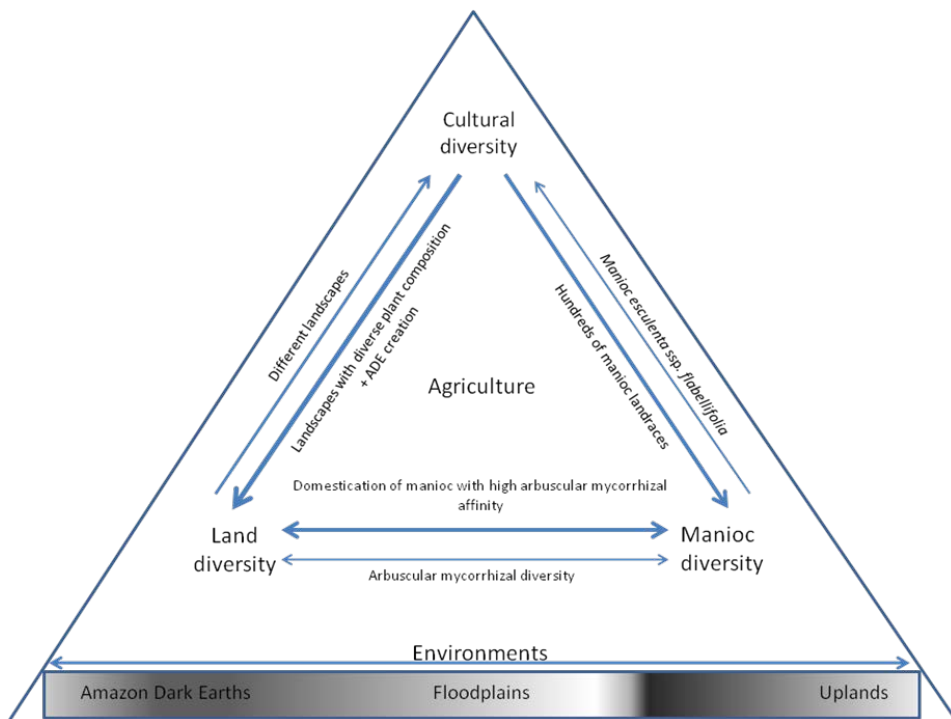 Cultural
diversity
Different landscapes
Landscapes with diverse plant composition
+ ADE creation
Agriculture
Hundreds of manioc landraces
Manioc esculenta ssp. flabellifolia
Domestication of manioc with high arbuscular mycorrhizal
affinity
Land
diversity
Manioc
diversity
Arbuscular mycorrhizal diversity
Environments
Amazon Dark Earths
Floodplains
Uplands